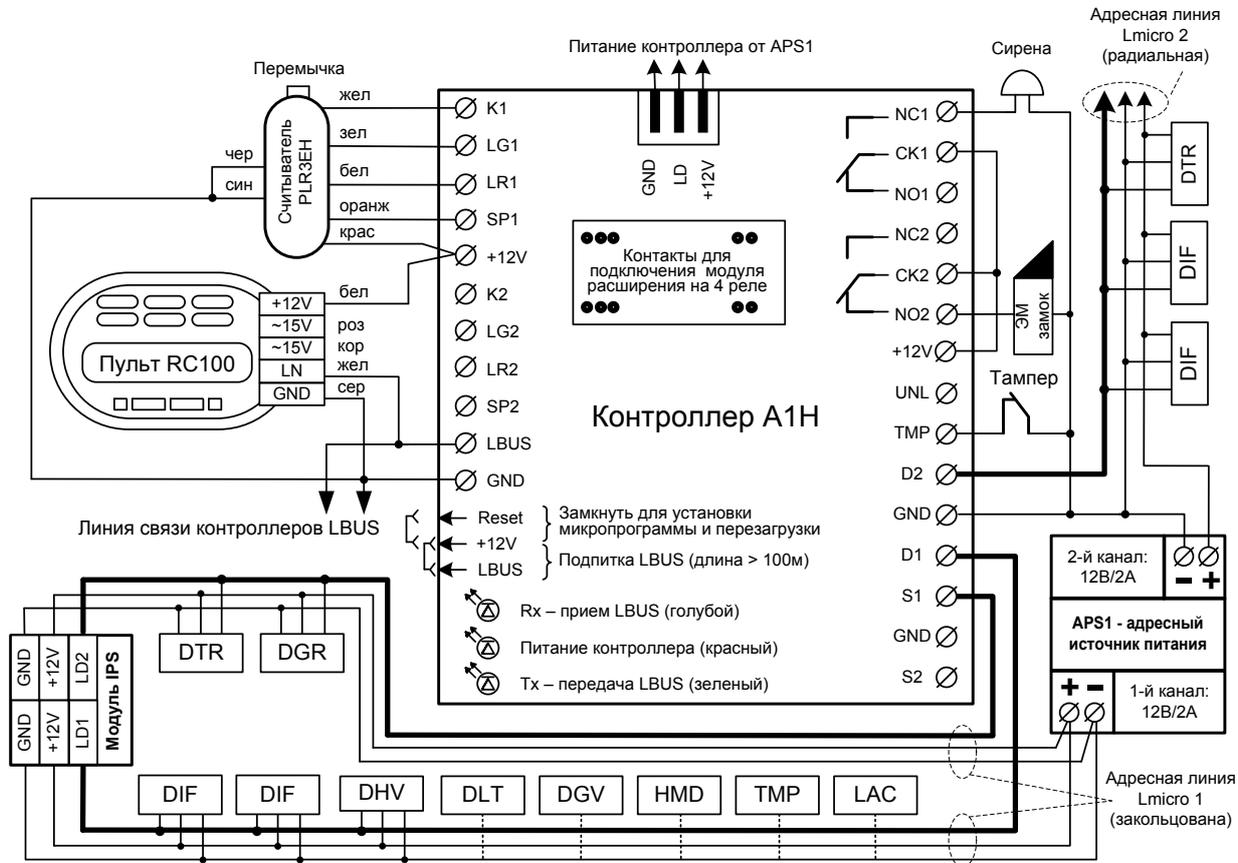 Адресная линия
Lmicro 2
(радиальная)
Питание контроллера от APS1
Сирена
Перемычка
жел
зел
бел
оранж
крас
чер
син
Считыватель
PLR3EH
K1
LG1
LR1
SP1
+12V
K2
LG2
LR2
SP2
LBUS
GND
GND
LD
+12V
Контакты для
подключения модуля
расширения на 4 реле
NC1
CK1
NO1
NC2
CK2
NO2
+12V
UNL
TMP
D2
GND
D1
S1
GND
S2
DTR
DIF
DIF
ЭМ
замок
Тампер
Пульт RC100
+12V
~15V
~15V
LN
GND
бел
роз
кор
жел
сер
Контроллер А1Н
Линия связи контроллеров LBUS
Reset
+12V
LBUS
Замкнуть для установки
микропрограммы и перезагрузки
Подпитка LBUS (длина > 100м)
Rx – прием LBUS (голубой)
Питание контроллера (красный)
Tx – передача LBUS (зеленый)
2-й канал:
12В/2А
– +
APS1 - адресный
источник питания
+ –
1-й канал:
12В/2А
GND
+12V
LD2
GND
+12V
LD1
Модуль IPS
DTR
DGR
DIF
DIF
DHV
DLT
DGV
HMD
TMP
LAC
Адресная линия
Lmicro 1
(закольцована)